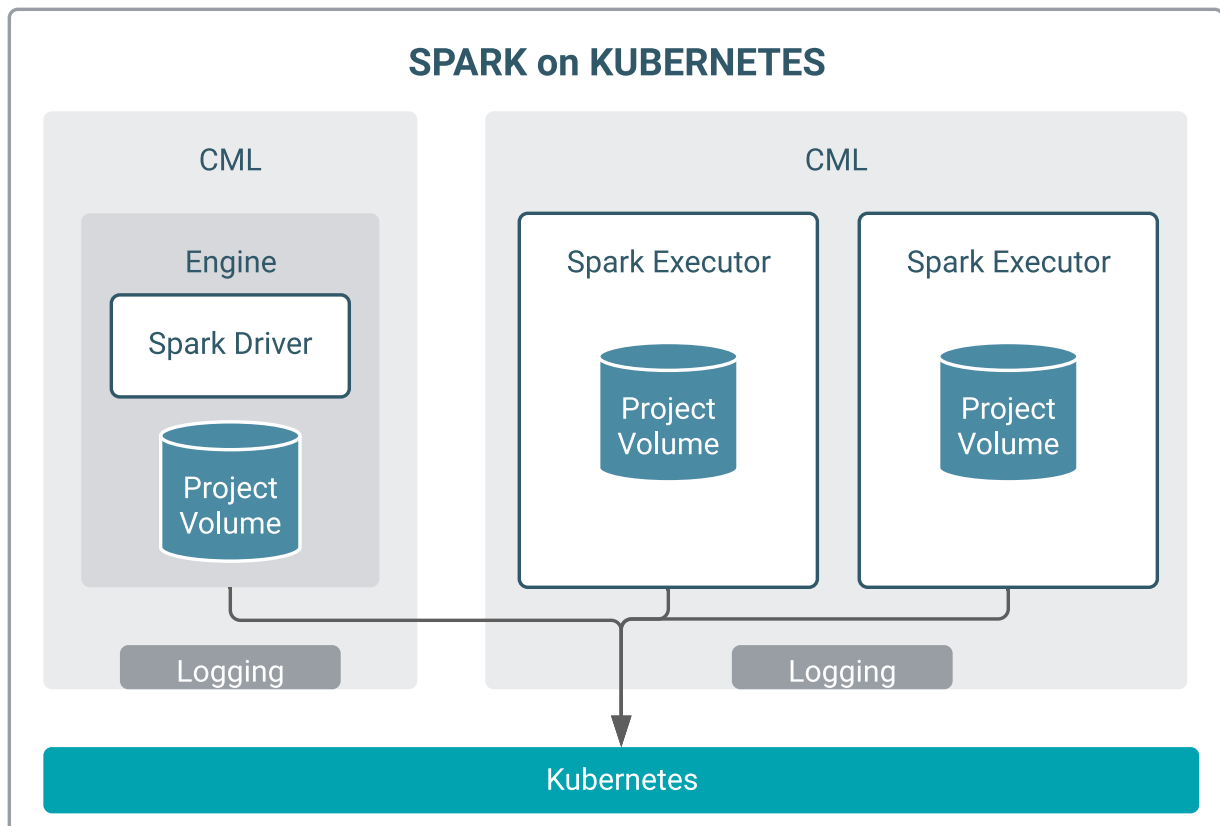 SPARK on KUBERNETES
CML
Engine
Spark Driver
Project
Volume
Logging
CML
Spark Executor
Project
Volume
Spark Executor
Project
Volume
Logging
Kubernetes